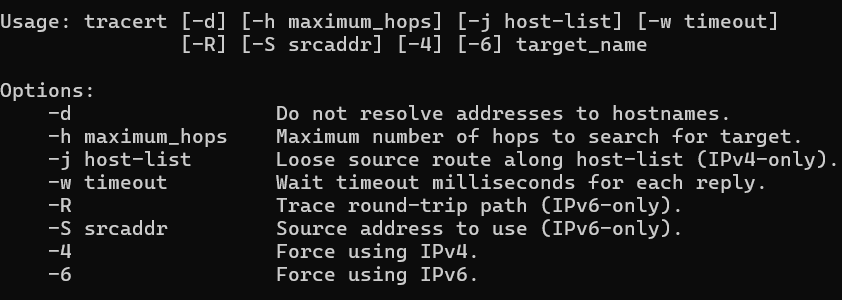 Usage: tracert [-d] [-h maximum_hops] [-j host-list] [-w timeout]
               [-R] [-S srcaddr] [-4] [-6] target_name

Options:
    -d                 Do not resolve addresses to hostnames.
    -h maximum_hops    Maximum number of hops to search for target.
    -j host-list       Loose source route along host-list (IPv4-only).
    -w timeout         Wait timeout milliseconds for each reply.
    -R                 Trace round-trip path (IPv6-only).
    -S srcaddr         Source address to use (IPv6-only).
    -4                 Force using IPv4.
    -6                 Force using IPv6.